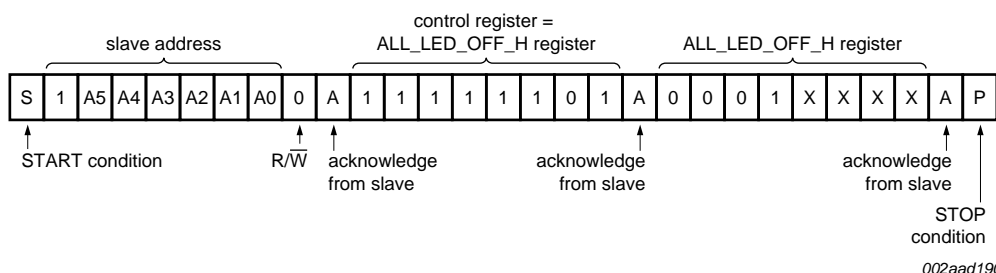 control register =
slave address ALL_LED_OFF_H register ALL_LED_OFF_H register
S 1 A5 A4 A3 A2 A1 A0 0 A 1 1 1 1 1 1 0 1 A 0 0 0 1 X X X X A P
START condition R/W̅ acknowledge acknowledge acknowledge
from slave from slave from slave
STOP
condition
002aad190